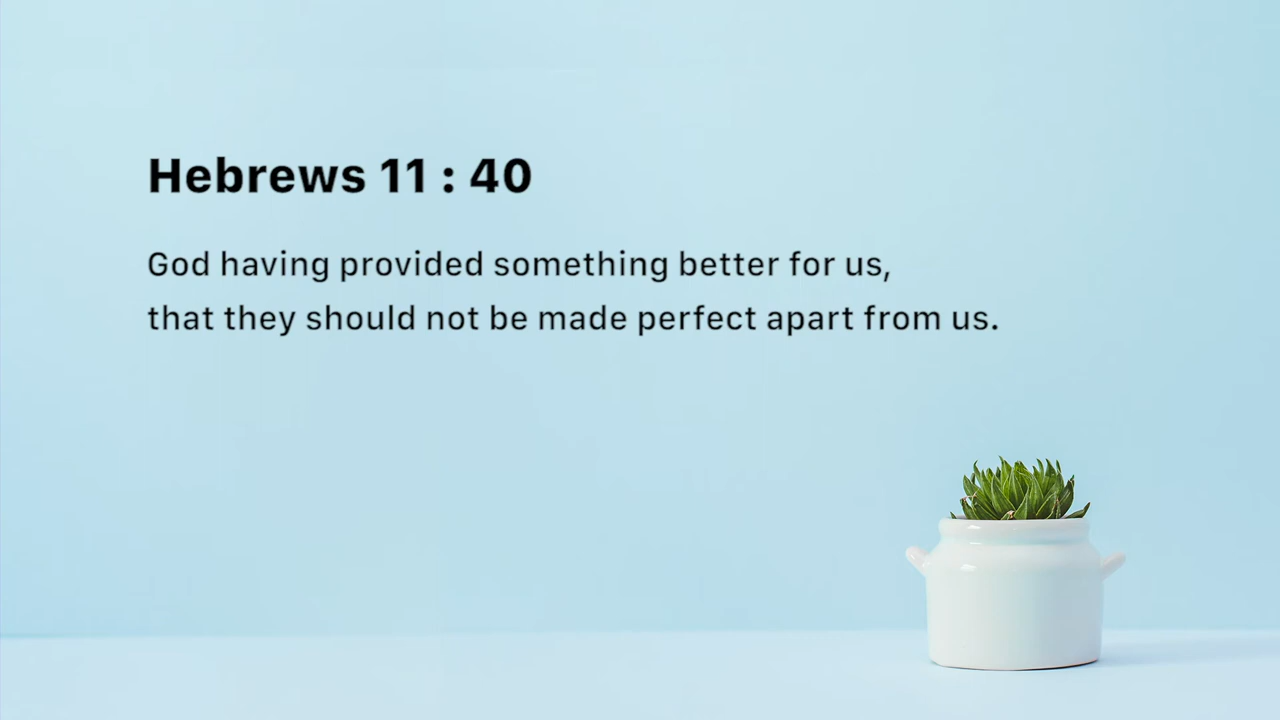 Hebrews 11 : 40
God having provided something better for us,
that they should not be made perfect apart from us.